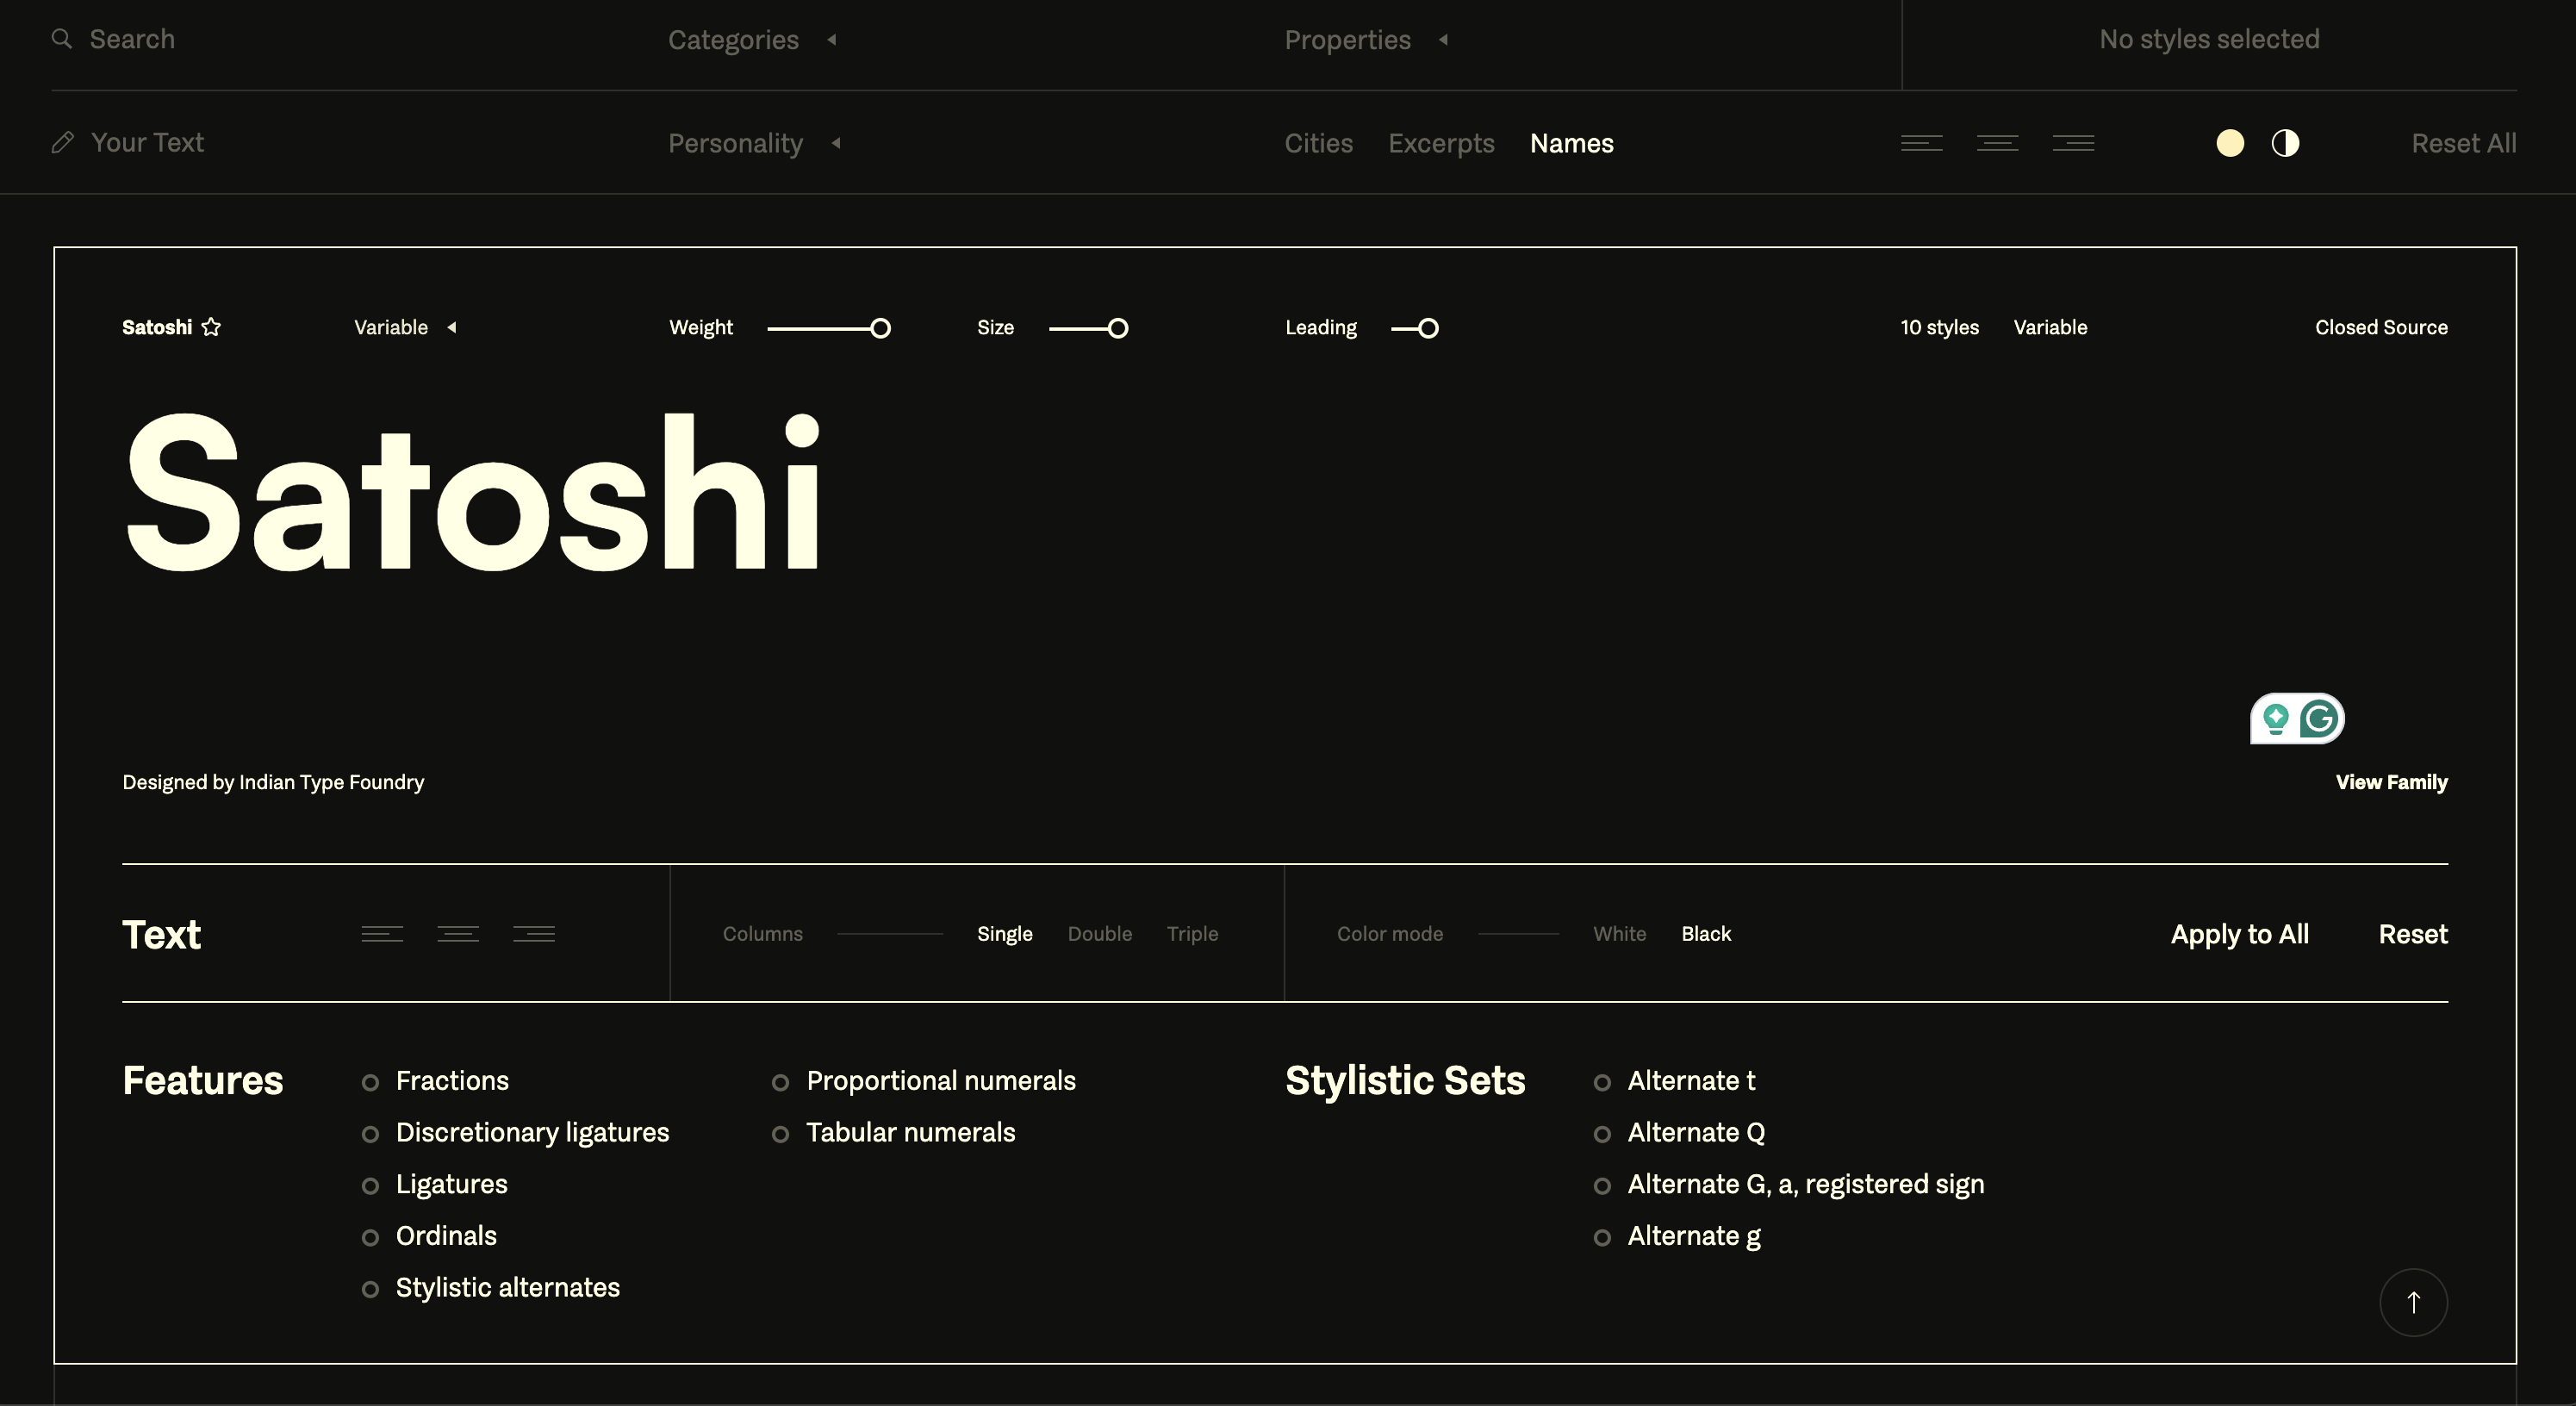 Search Categories Properties No styles selected
Your Text Personality Cities Excerpts Names Reset All
Satoshi Variable Weight Size Leading 10 styles Variable Closed Source
Satoshi
Designed by Indian Type Foundry View Family
Text Columns Single Double Triple Color mode White Black Apply to All Reset
Features Fractions Proportional numerals Stylistic Sets Alternate t
Discretionary ligatures Tabular numerals Alternate Q
Ligatures Alternate G, a, registered sign
Ordinals Alternate g
Stylistic alternates